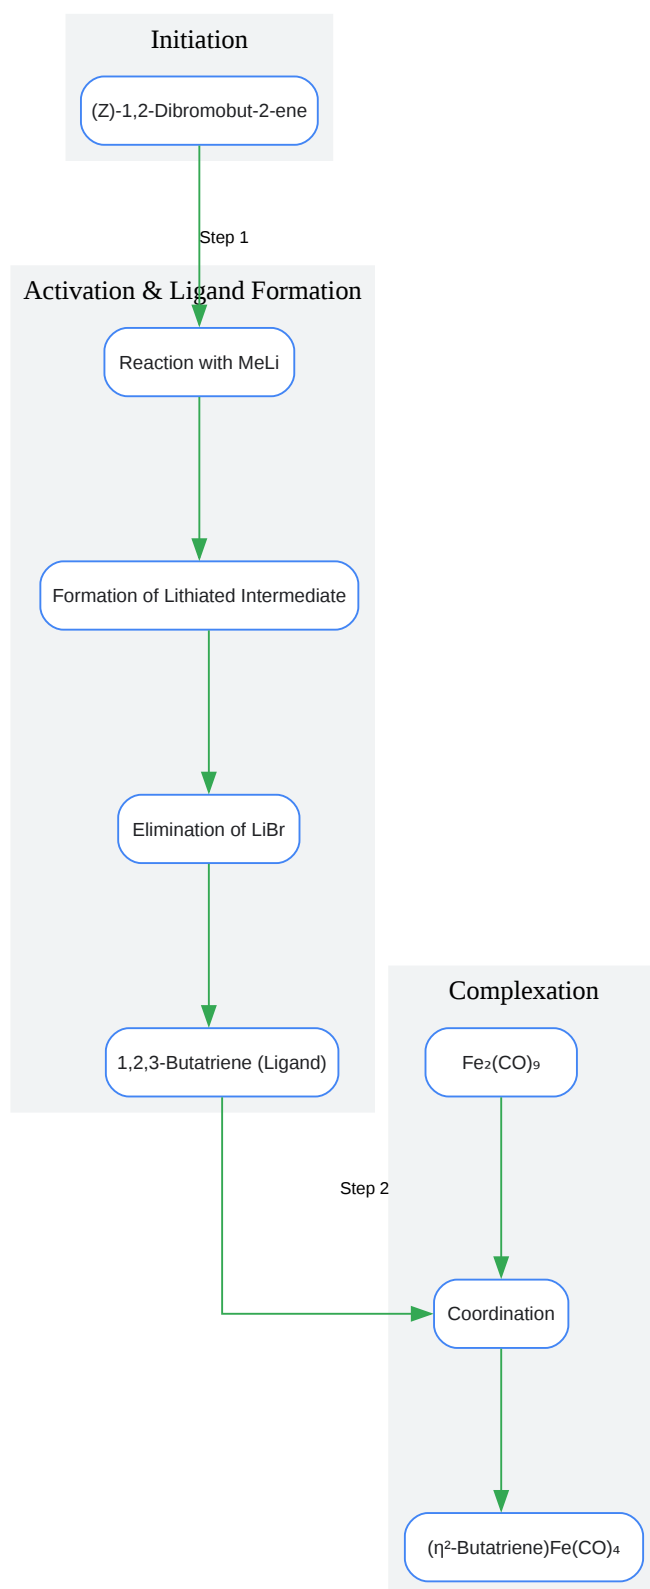 Initiation
(Z)-1,2-Dibromobut-2-ene
Step 1
Activation & Ligand Formation
Reaction with MeLi
Formation of Lithiated Intermediate
Elimination of LiBr
1,2,3-Butatriene (Ligand)
Complexation
Fe₂(CO)₉
Step 2
Coordination
(η²-Butatriene)Fe(CO)₄